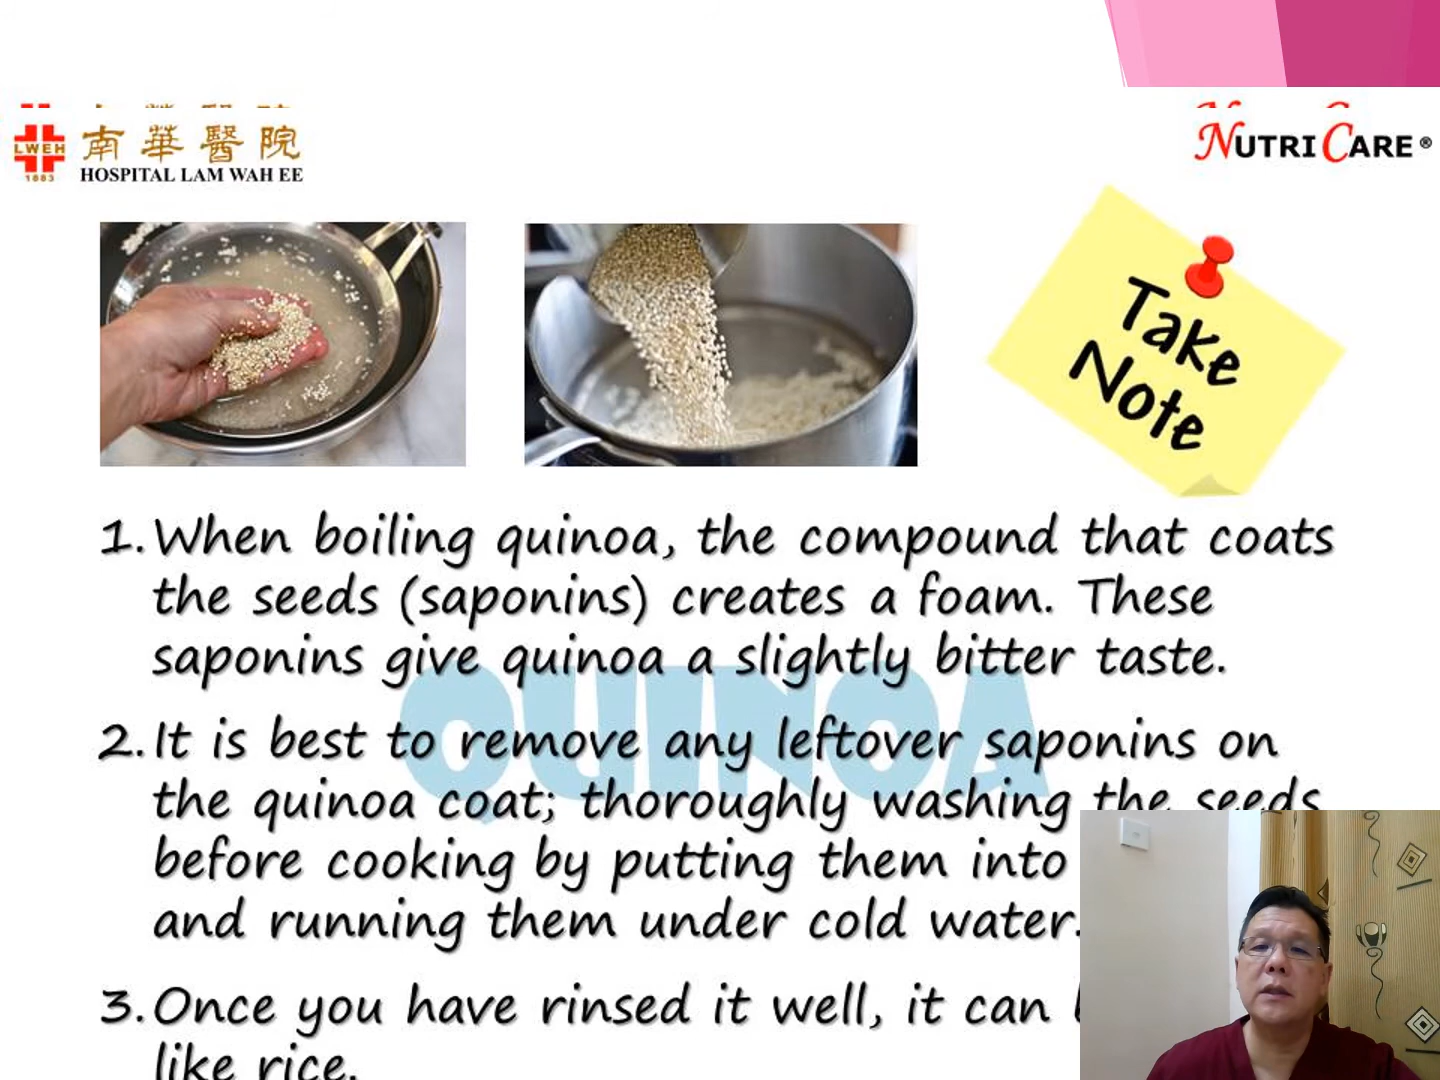 南華醫院
LWEH
1883
HOSPITAL LAM WAH EE
NUTRICARE®
Take
Note
1. When boiling quinoa, the compound that coats
the seeds (saponins) creates a foam. These
saponins give quinoa a slightly bitter taste.
QUINOA
2. It is best to remove any leftover saponins on
the quinoa coat; thoroughly washing the seeds
before cooking by putting them into
and running them under cold water.
3. Once you have rinsed it well, it can
like rice.